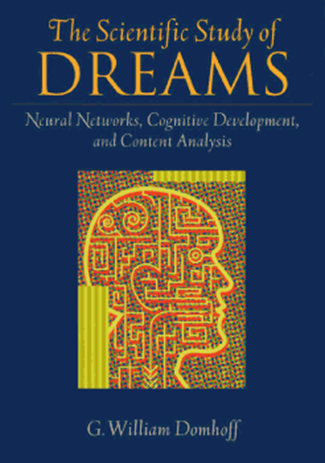 The Scientific Study of
DREAMS
Neural Networks, Cognitive Development,
and Content Analysis
G. William Domhoff